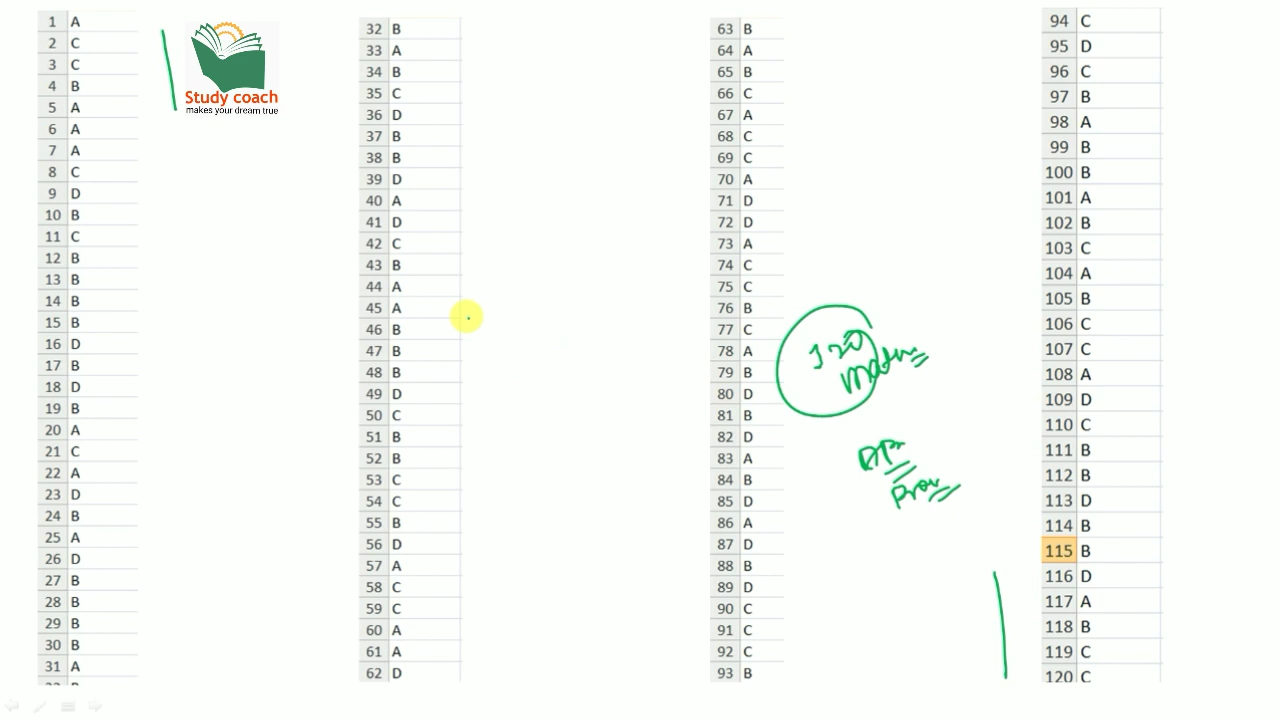 1 A
2 C
3 C
4 B
5 A
6 A
7 A
8 C
9 D
10 B
11 C
12 B
13 B
14 B
15 B
16 D
17 B
18 D
19 B
20 A
21 C
22 A
23 D
24 B
25 A
26 D
27 B
28 B
29 B
30 B
31 A
Study coach
makes your dream true
32 B
33 A
34 B
35 C
36 D
37 B
38 B
39 D
40 A
41 D
42 C
43 B
44 A
45 A
46 B
47 B
48 B
49 D
50 C
51 B
52 B
53 C
54 C
55 B
56 D
57 A
58 C
59 C
60 A
61 A
62 D
63 B
64 A
65 B
66 C
67 A
68 C
69 C
70 A
71 D
72 D
73 A
74 C
75 C
76 B
77 C
78 A
79 B
80 D
81 B
82 D
83 A
84 B
85 D
86 A
87 D
88 B
89 D
90 C
91 C
92 C
93 B
94 C
95 D
96 C
97 B
98 A
99 B
100 B
101 A
102 B
103 C
104 A
105 B
106 C
107 C
108 A
109 D
110 C
111 B
112 B
113 D
114 B
115 B
116 D
117 A
118 B
119 C
120 C